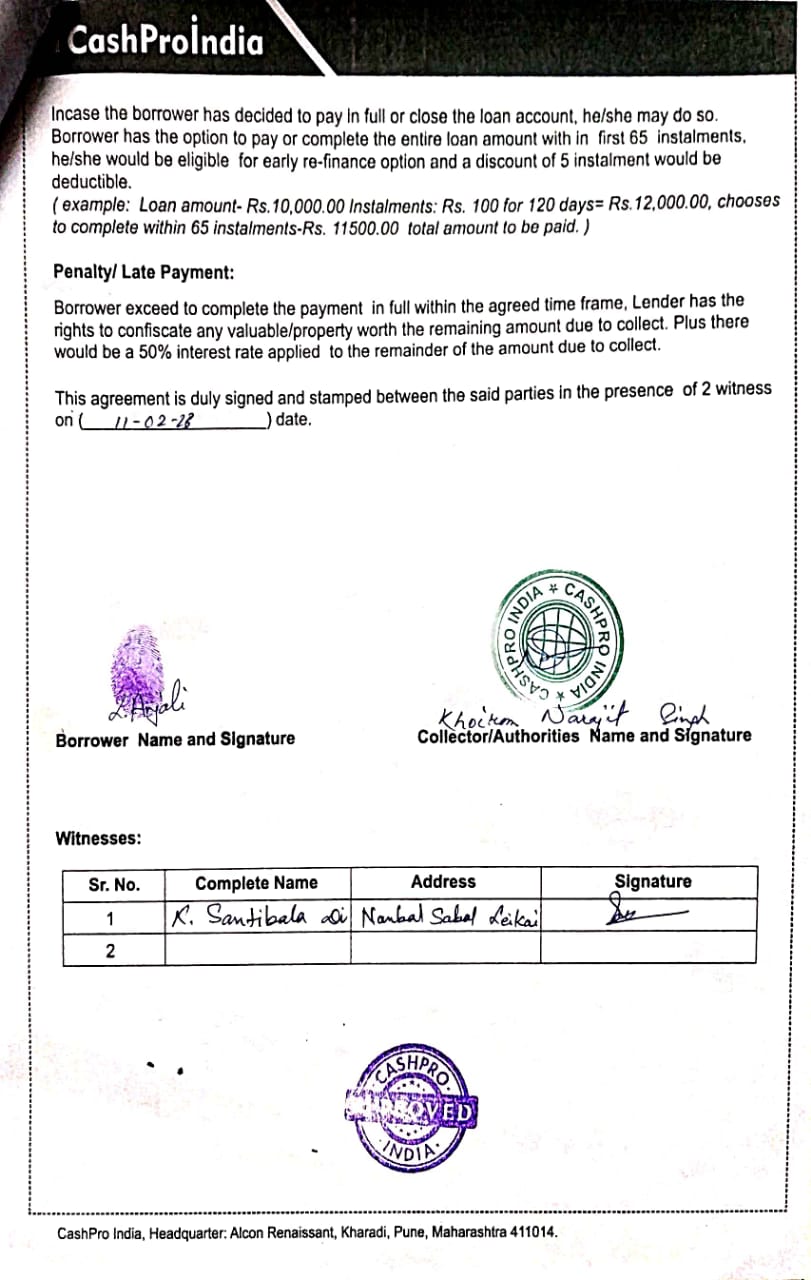 CashProİndia
Incase the borrower has decided to pay in full or close the loan account, he/she may do so.
Borrower has the option to pay or complete the entire loan amount with in first 65 instalments,
he/she would be eligible for early re-finance option and a discount of 5 instalment would be
deductible.
( example: Loan amount- Rs.10,000.00 Instalments: Rs. 100 for 120 days= Rs.12,000.00, chooses
to complete within 65 instalments-Rs. 11500.00 total amount to be paid. )
Penalty/ Late Payment:
Borrower exceed to complete the payment in full within the agreed time frame, Lender has the
rights to confiscate any valuable/property worth the remaining amount due to collect. Plus there
would be a 50% interest rate applied to the remainder of the amount due to collect.
This agreement is duly signed and stamped between the said parties in the presence of 2 witness
on ( 11-02-23 ) date.
CASHPRO INDIA * CASHPRO INDIA *
L. Anjali
Khoirom Narajit Singh
Borrower Name and Signature
Collector/Authorities Name and Signature
Witnesses:
Sr. No. Complete Name Address Signature
1 K. Santibala Di Nanbal Sabal Leikai
2
CASHPRO
APPROVED
INDIA
CashPro India, Headquarter: Alcon Renaissant, Kharadi, Pune, Maharashtra 411014.